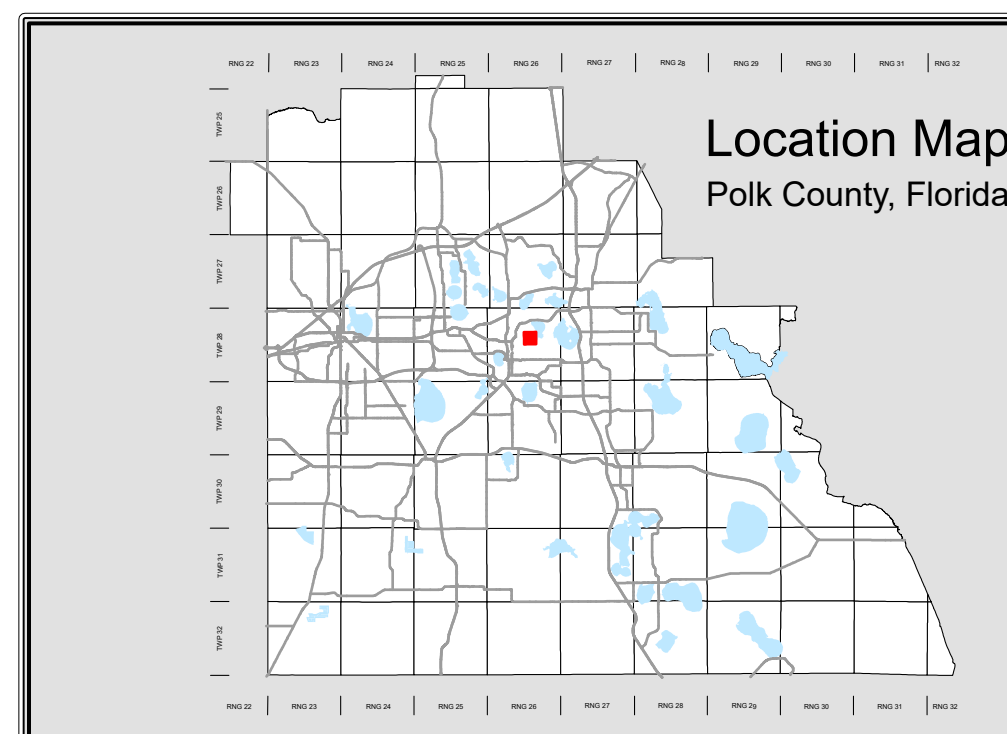 RNG 22 RNG 23 RNG 24 RNG 25 RNG 26 RNG 27 RNG 28 RNG 29 RNG 30 RNG 31 RNG 32
Location Map
Polk County, Florida
TWP 25
TWP 26
TWP 27
TWP 28
TWP 29
TWP 30
TWP 31
TWP 32
RNG 22 RNG 23 RNG 24 RNG 25 RNG 26 RNG 27 RNG 28 RNG 29 RNG 30 RNG 31 RNG 32